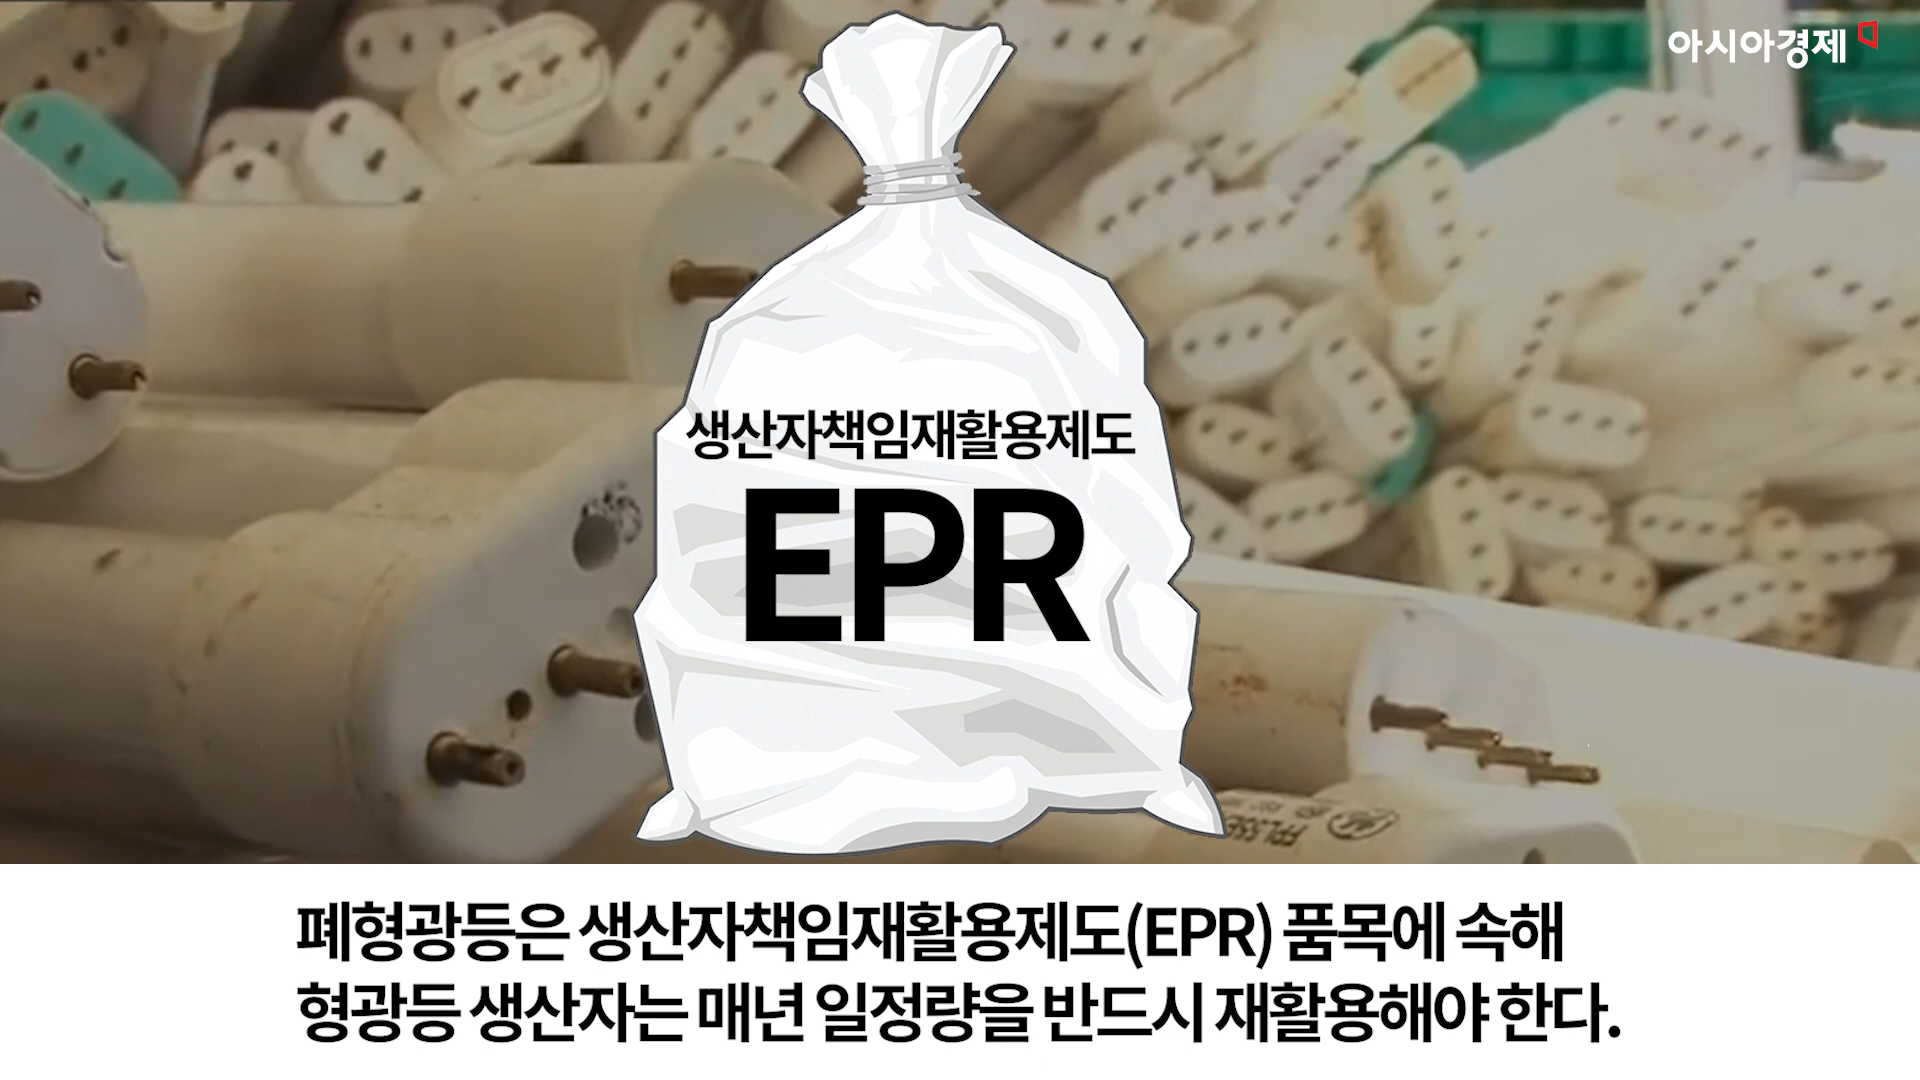 아시아경제
생산자책임재활용제도
EPR
폐형광등은 생산자책임재활용제도(EPR) 품목에 속해
형광등 생산자는 매년 일정량을 반드시 재활용해야 한다.